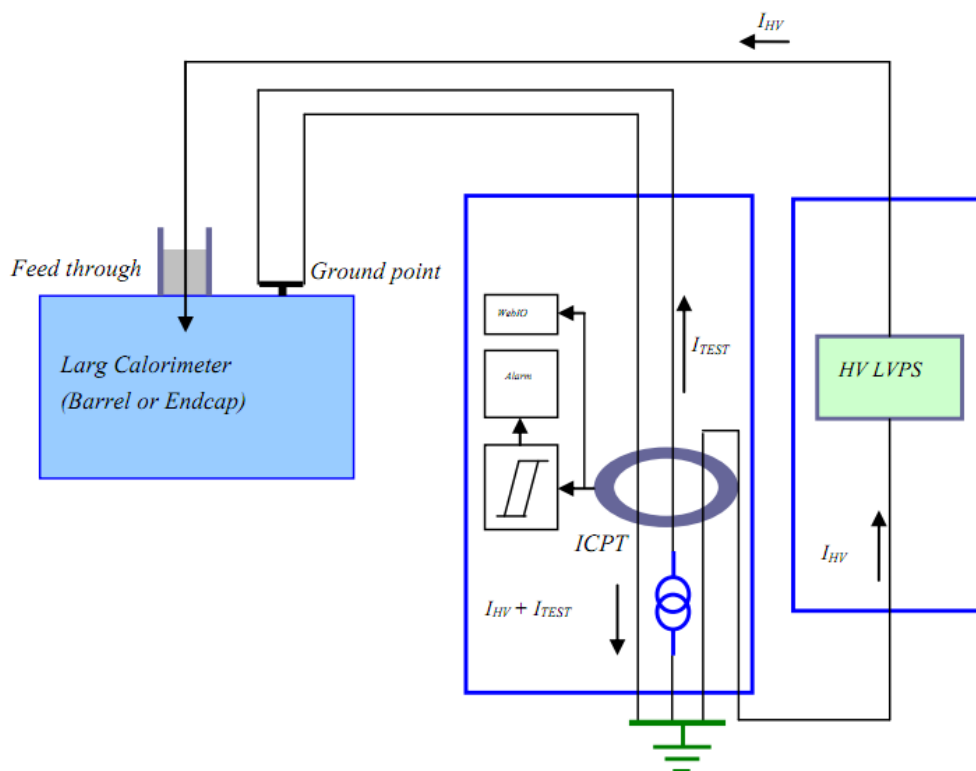 I_HV
Feed through
Ground point
WebIO
I_TEST
Larg Calorimeter
(Barrel or Endcap)
Alarm
HV LVPS
ICPT
I_HV
I_HV + I_TEST